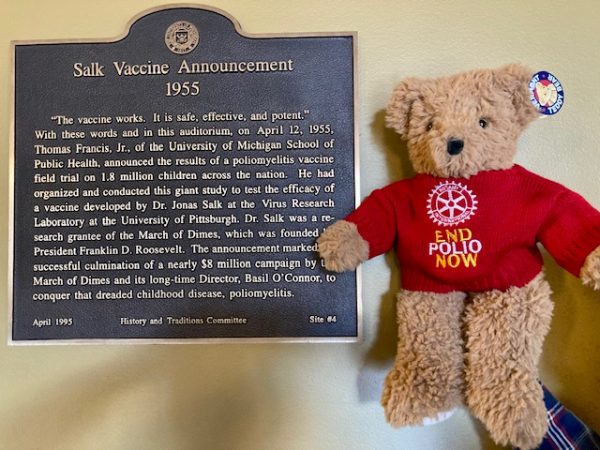 Salk Vaccine Announcement
1955
"The vaccine works. It is safe, effective, and potent."
With these words and in this auditorium, on April 12, 1955,
Thomas Francis, Jr., of the University of Michigan School of
Public Health, announced the results of a poliomyelitis vaccine
field trial on 1.8 million children across the nation. He had
organized and conducted this giant study to test the efficacy of
a vaccine developed by Dr. Jonas Salk at the Virus Research
Laboratory at the University of Pittsburgh. Dr. Salk was a re-
search grantee of the March of Dimes, which was founded
President Franklin D. Roosevelt. The announcement marked
successful culmination of a nearly $8 million campaign by
March of Dimes and its long-time Director, Basil O'Connor, to
conquer that dreaded childhood disease, poliomyelitis.
April 1995 History and Traditions Committee Site #4
END
POLIO
NOW